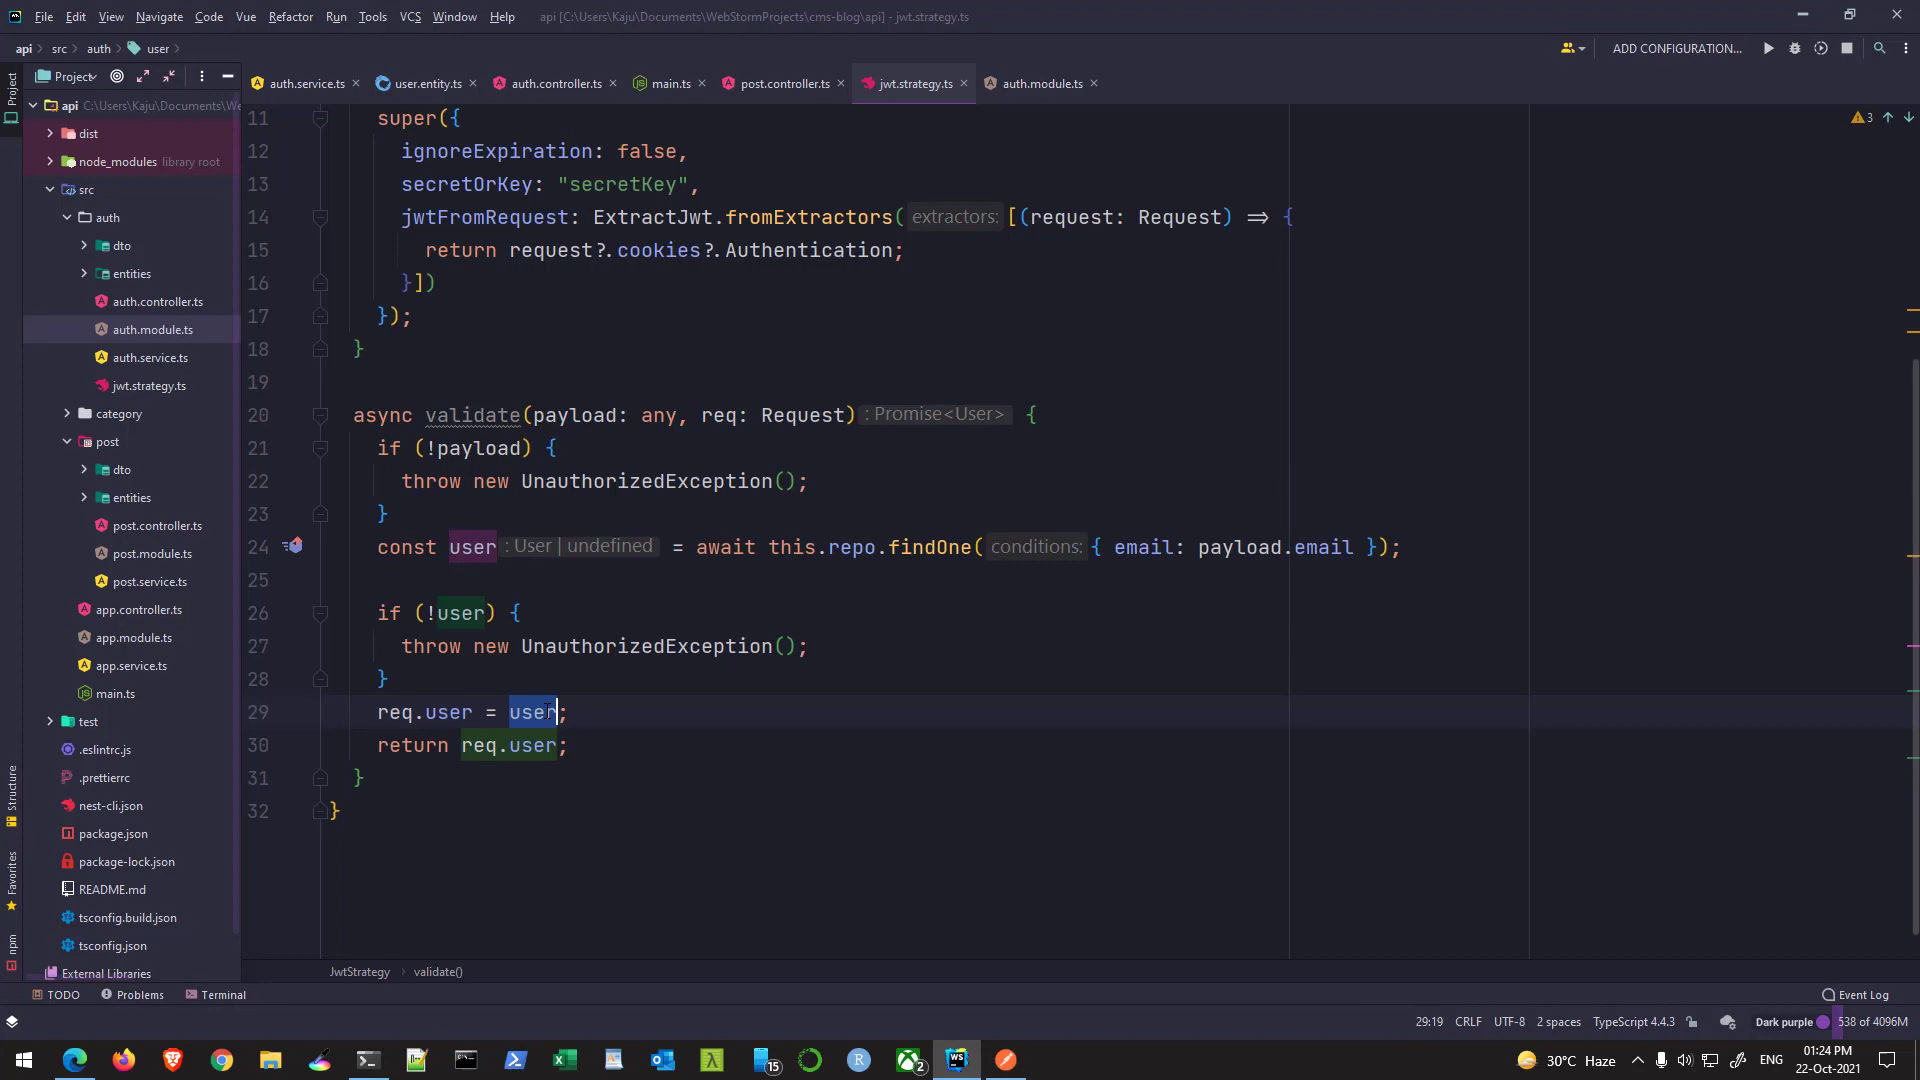 File Edit View Navigate Code Vue Refactor Run Tools VCS Window Help api [C:\Users\Kaju\Documents\WebStormProjects\cms-blog\api] - jwt.strategy.ts
api src auth user ADD CONFIGURATION...
Project
auth.service.ts user.entity.ts auth.controller.ts main.ts post.controller.ts jwt.strategy.ts auth.module.ts
api C:\Users\Kaju\Documents\We
dist
node_modules library root
src
auth
dto
entities
auth.controller.ts
auth.module.ts
auth.service.ts
jwt.strategy.ts
category
post
dto
entities
post.controller.ts
post.module.ts
post.service.ts
app.controller.ts
app.module.ts
app.service.ts
main.ts
test
.eslintrc.js
.prettierrc
nest-cli.json
package.json
package-lock.json
README.md
tsconfig.build.json
tsconfig.json
External Libraries
Project
Structure
Favorites
npm
3
11 super({
12 ignoreExpiration: false,
13 secretOrKey: "secretKey",
14 jwtFromRequest: ExtractJwt.fromExtractors( extractors: [(request: Request) => {
15 return request?.cookies?.Authentication;
16 }])
17 });
18 }
19
20 async validate(payload: any, req: Request) : Promise<User> {
21 if (!payload) {
22 throw new UnauthorizedException();
23 }
24 const user : User | undefined = await this.repo.findOne( conditions: { email: payload.email });
25
26 if (!user) {
27 throw new UnauthorizedException();
28 }
29 req.user = user;
30 return req.user;
31 }
32 }
JwtStrategy validate()
TODO Problems Terminal Event Log
29:19 CRLF UTF-8 2 spaces TypeScript 4.4.3 Dark purple 538 of 4096M
15 R 2 WS 30°C Haze ENG 01:24 PM
22-Oct-2021